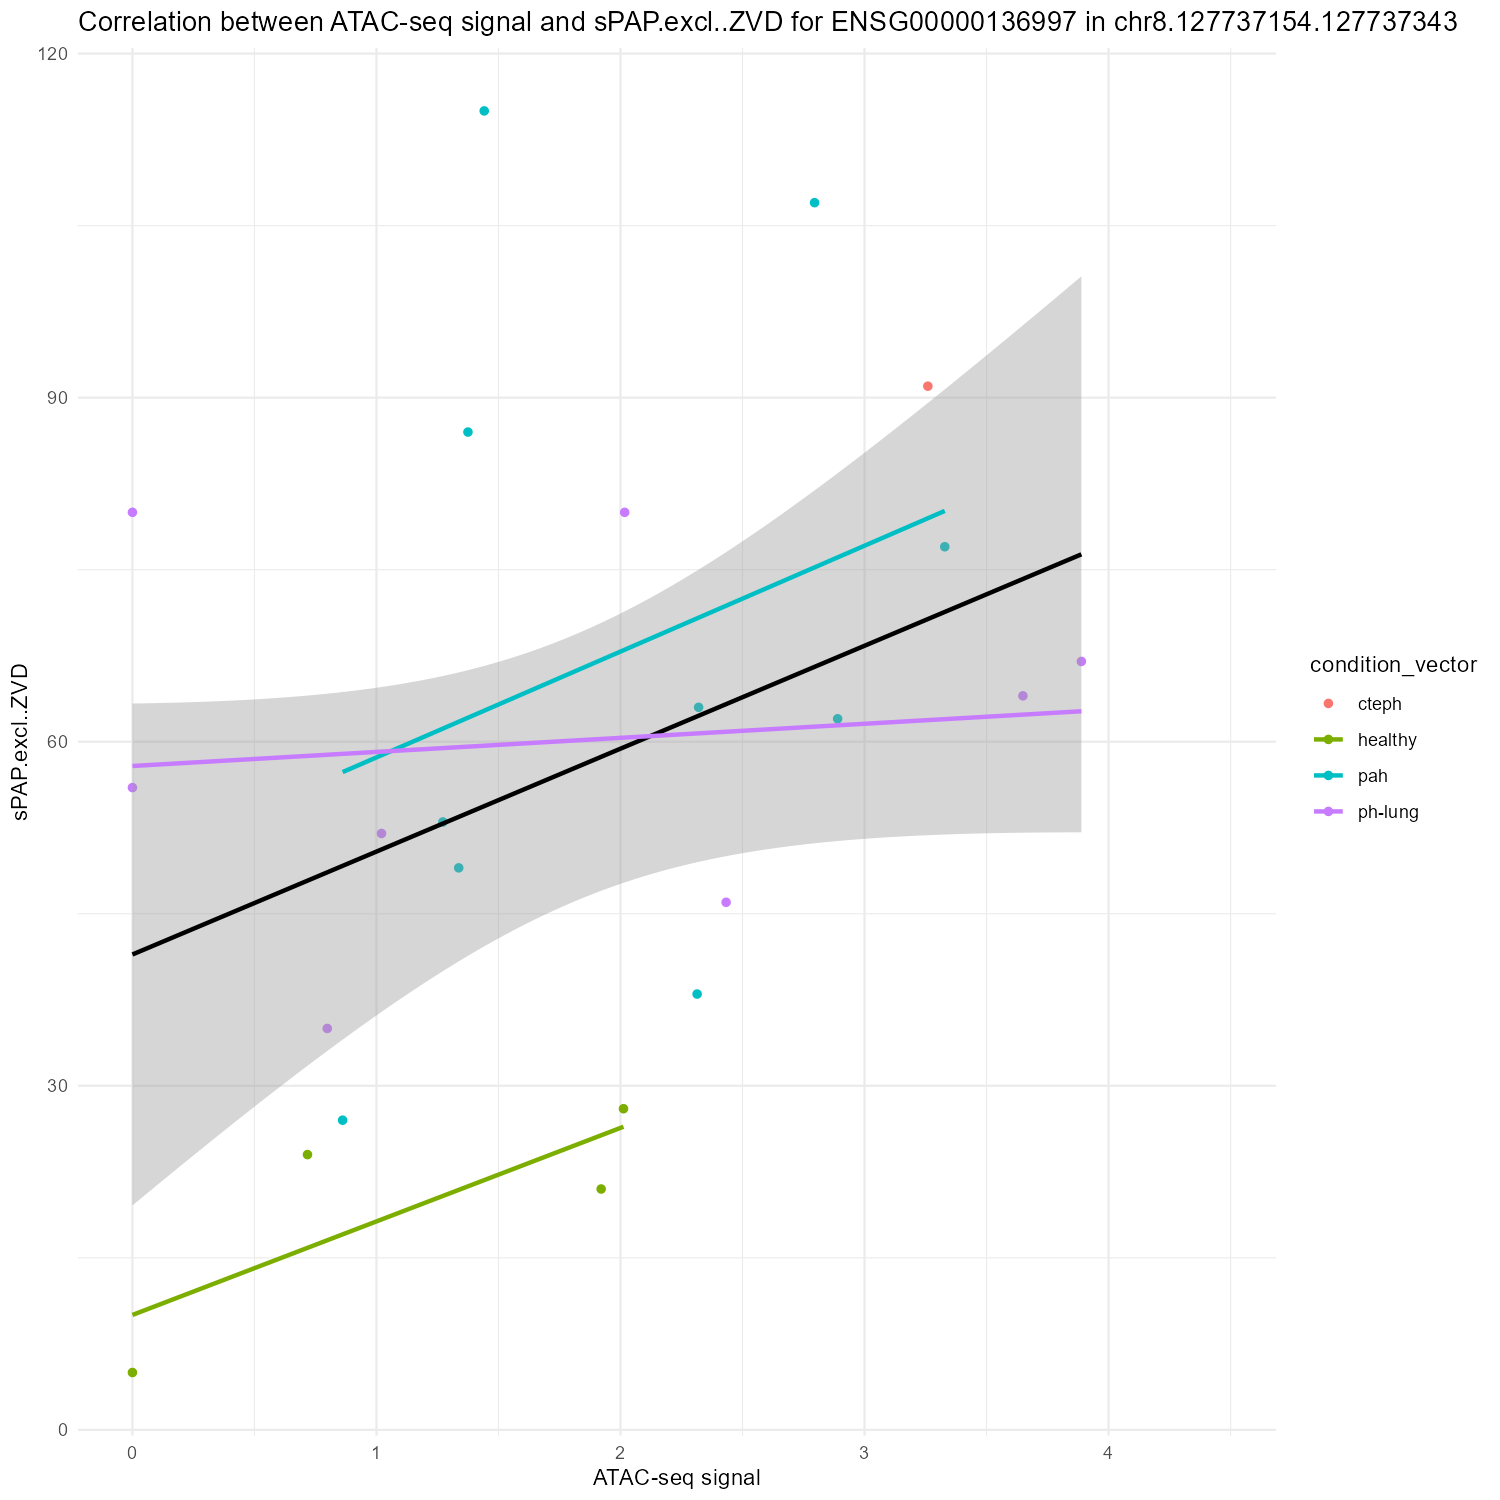 Correlation between ATAC-seq signal and sPAP.excl..ZVD for ENSG00000136997 in chr8.127737154.127737343
120
90
60
30
0
sPAP.excl..ZVD
0 1 2 3 4
ATAC-seq signal
condition_vector
cteph
healthy
pah
ph-lung